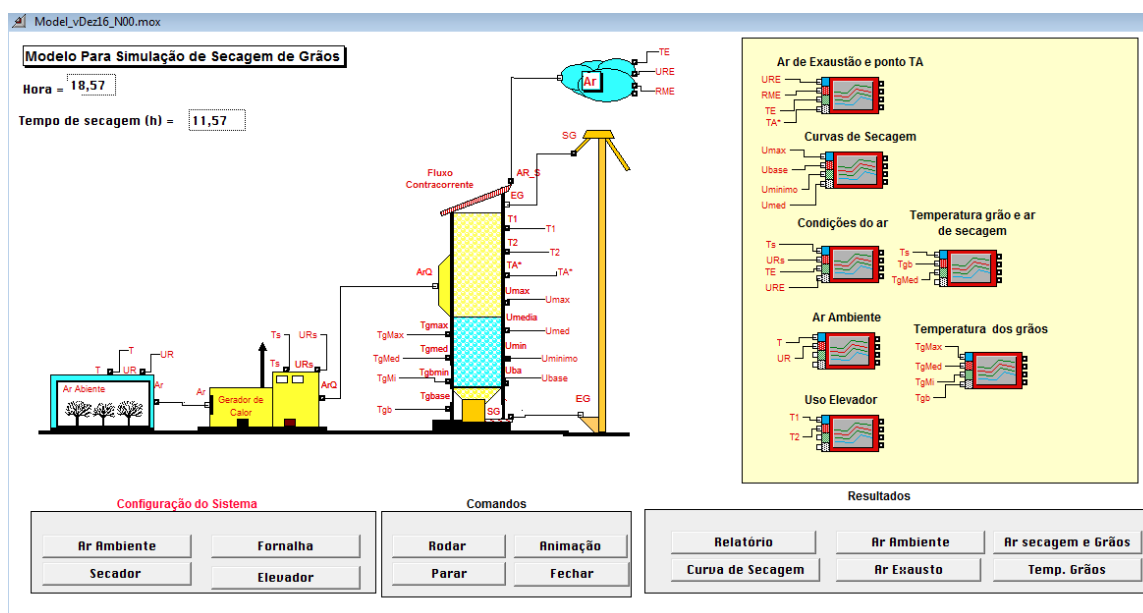 Model_vDez16_N00.mox
Modelo Para Simulação de Secagem de Grãos
Hora = 18,57
Tempo de secagem (h) = 11,57
TE
Ar
URE
RME
SG
Fluxo
Contracorrente
AR_S
EG
T1
T1
T2
T2
TA*
TA*
ArQ
Umax
Umax
Umedia
Umed
Umin
Uminimo
Uba
Ubase
Tgmax
TgMax
Tgmed
TgMed
Tgbmin
TgMi
Tgbase
Tgb
SG
EG
T
UR
T
UR
Ar Abiente
Ar
Ts
URs
Ts
URs
ArQ
Ar
Gerador de
Calor
Ar de Exaustão e ponto TA
URE
RME
TE
TA*
Curvas de Secagem
Umax
Ubase
Uminimo
Umed
Condições do ar
Ts
URs
TE
URE
Temperatura grão e ar
de secagem
Ts
Tgb
TgMed
Ar Ambiente
T
UR
Temperatura dos grãos
TgMax
TgMed
TgMi
Tgb
Uso Elevador
T1
T2
Configuração do Sistema
Ar Ambiente
Fornalha
Secador
Elevador
Comandos
Rodar
Animação
Parar
Fechar
Resultados
Relatório
Ar Ambiente
Ar secagem e Grãos
Curva de Secagem
Ar Exausto
Temp. Grãos